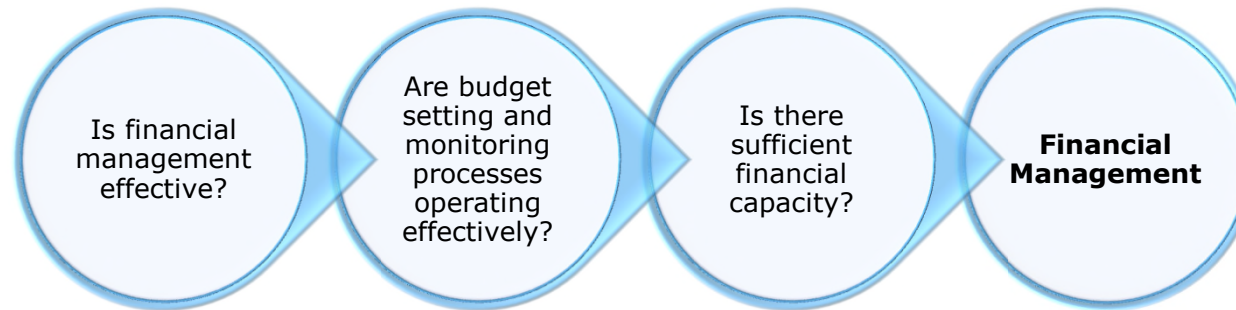 Is financial
management
effective?
Are budget
setting and
monitoring
processes
operating
effectively?
Is there
sufficient
financial
capacity?
Financial
Management